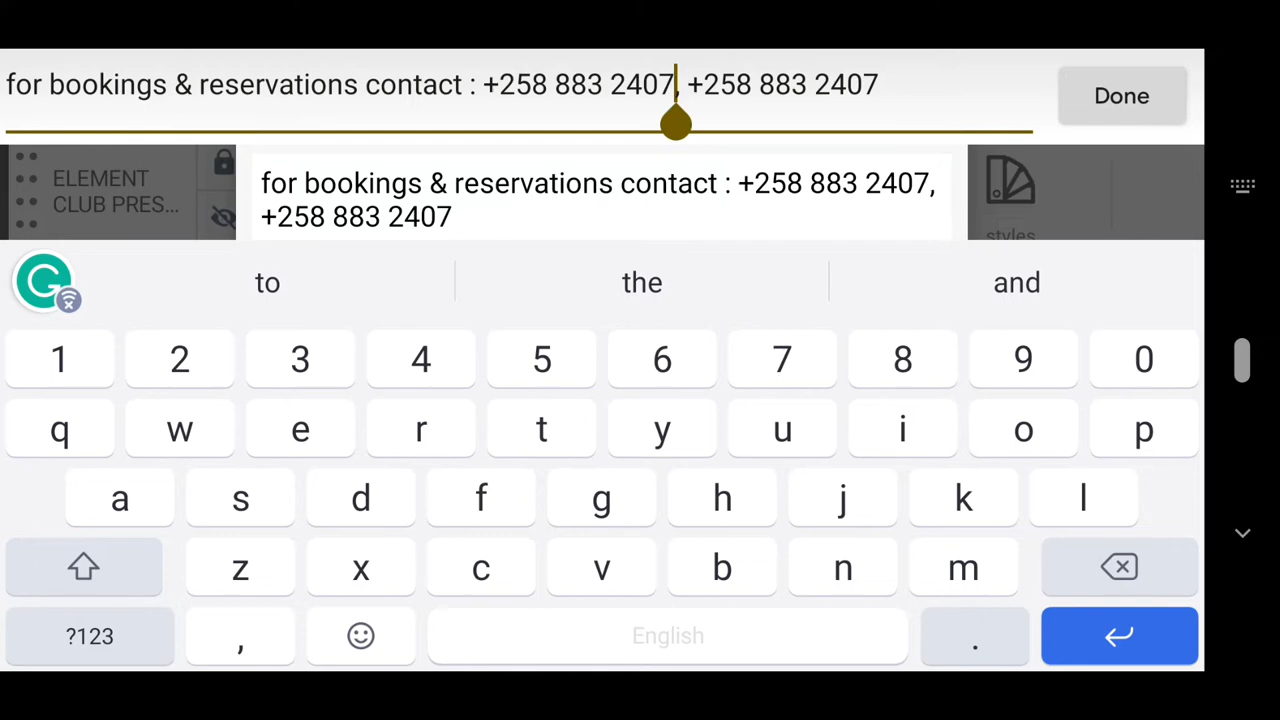 for bookings & reservations contact : +258 883 2407, +258 883 2407
Done
ELEMENT
CLUB PRES...
for bookings & reservations contact : +258 883 2407,
+258 883 2407
styles
to the and
1 2 3 4 5 6 7 8 9 0
q w e r t y u i o p
a s d f g h j k l
z x c v b n m
?123 , English .